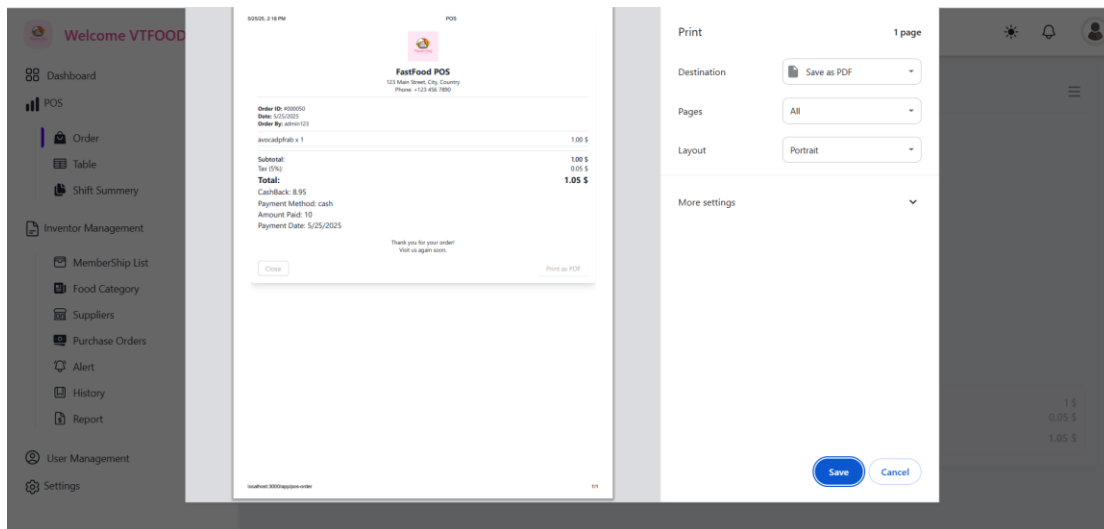 Welcome VTFOOD
Dashboard
POS
Order
Table
Shift Summery
Inventor Management
MemberShip List
Food Category
Suppliers
Purchase Orders
Alert
History
Report
User Management
Settings
5/25/25, 2:18 PM POS
FastFood POS
123 Main Street, City, Country
Phone: +123 456 7890
Order ID: #000050
Date: 5/25/2025
Order By: admin123
avocadpfrab x 1 1.00 $
Subtotal: 1.00 $
Tax (5%): 0.05 $
Total: 1.05 $
CashBack: 8.95
Payment Method: cash
Amount Paid: 10
Payment Date: 5/25/2025
Thank you for your order!
Visit us again soon.
Close Print as PDF
localhost:3000/app/pos-order 1/1
Print 1 page
Destination Save as PDF
Pages All
Layout Portrait
More settings
Save Cancel
1 $
0.05 $
1.05 $